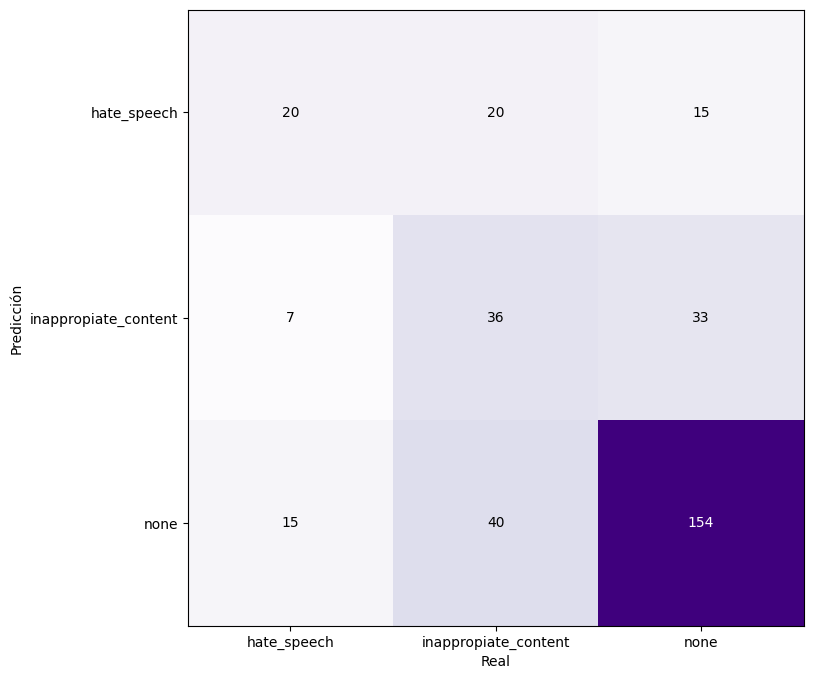 hate_speech 20 20 15
Predicción
inappropiate_content 7 36 33
none 15 40 154
hate_speech inappropiate_content none
Real